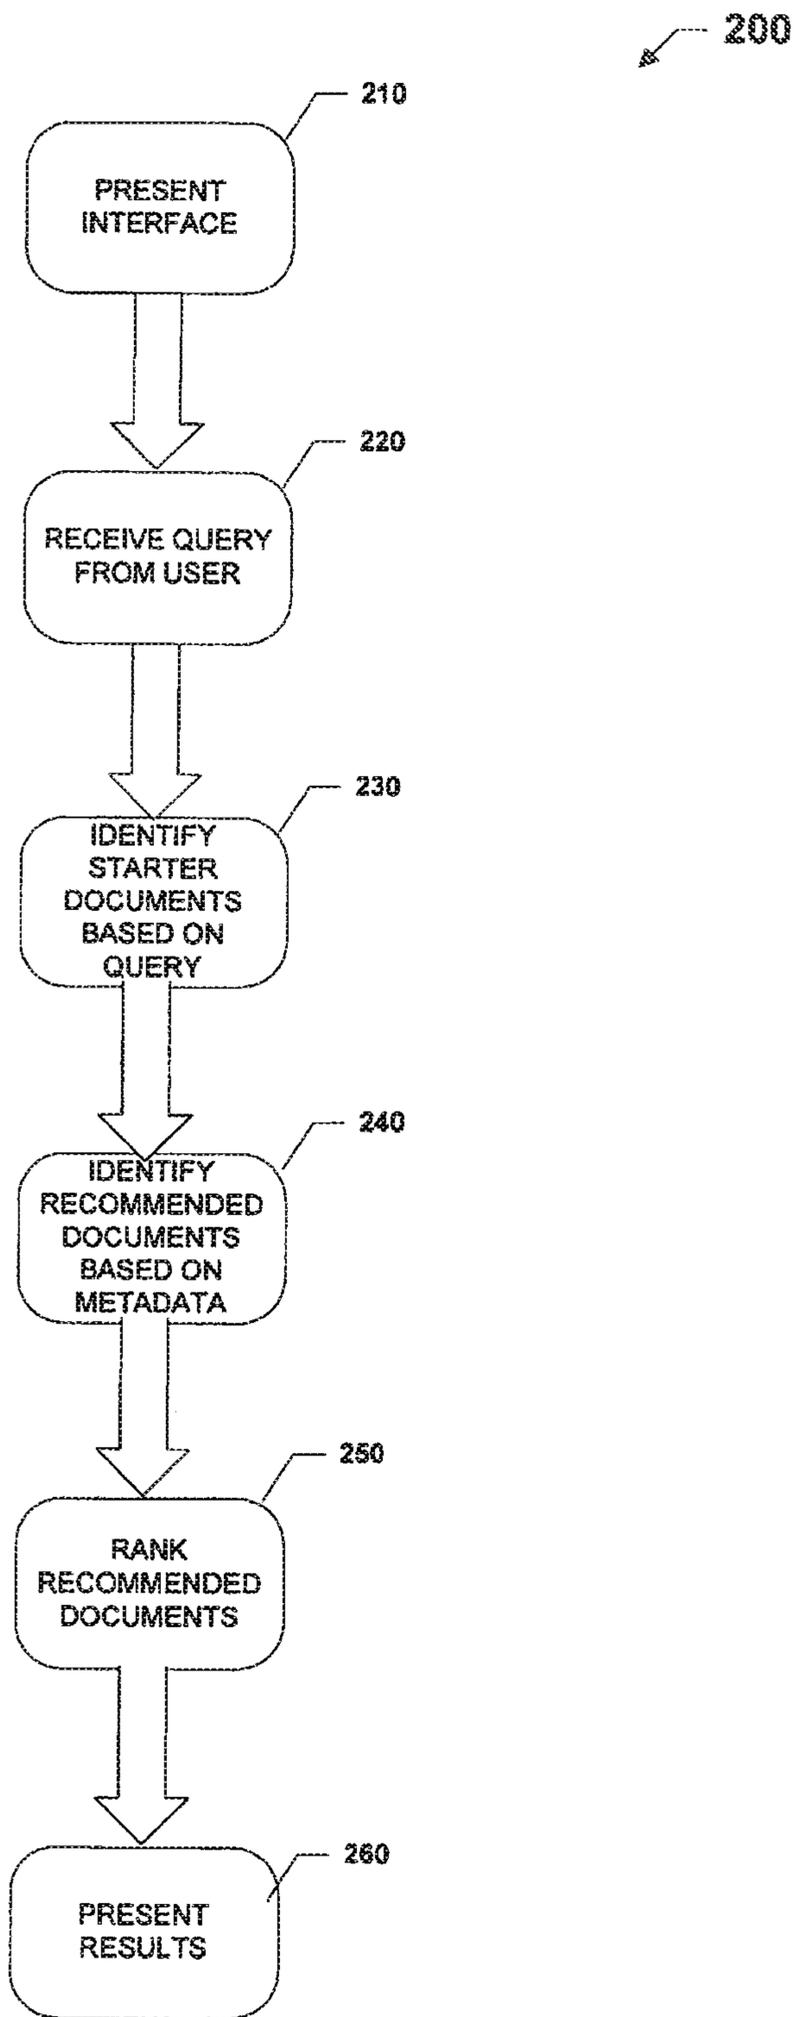 200
210
PRESENT
INTERFACE
220
RECEIVE QUERY
FROM USER
230
IDENTIFY
STARTER
DOCUMENTS
BASED ON
QUERY
240
IDENTIFY
RECOMMENDED
DOCUMENTS
BASED ON
METADATA
250
RANK
RECOMMENDED
DOCUMENTS
260
PRESENT
RESULTS